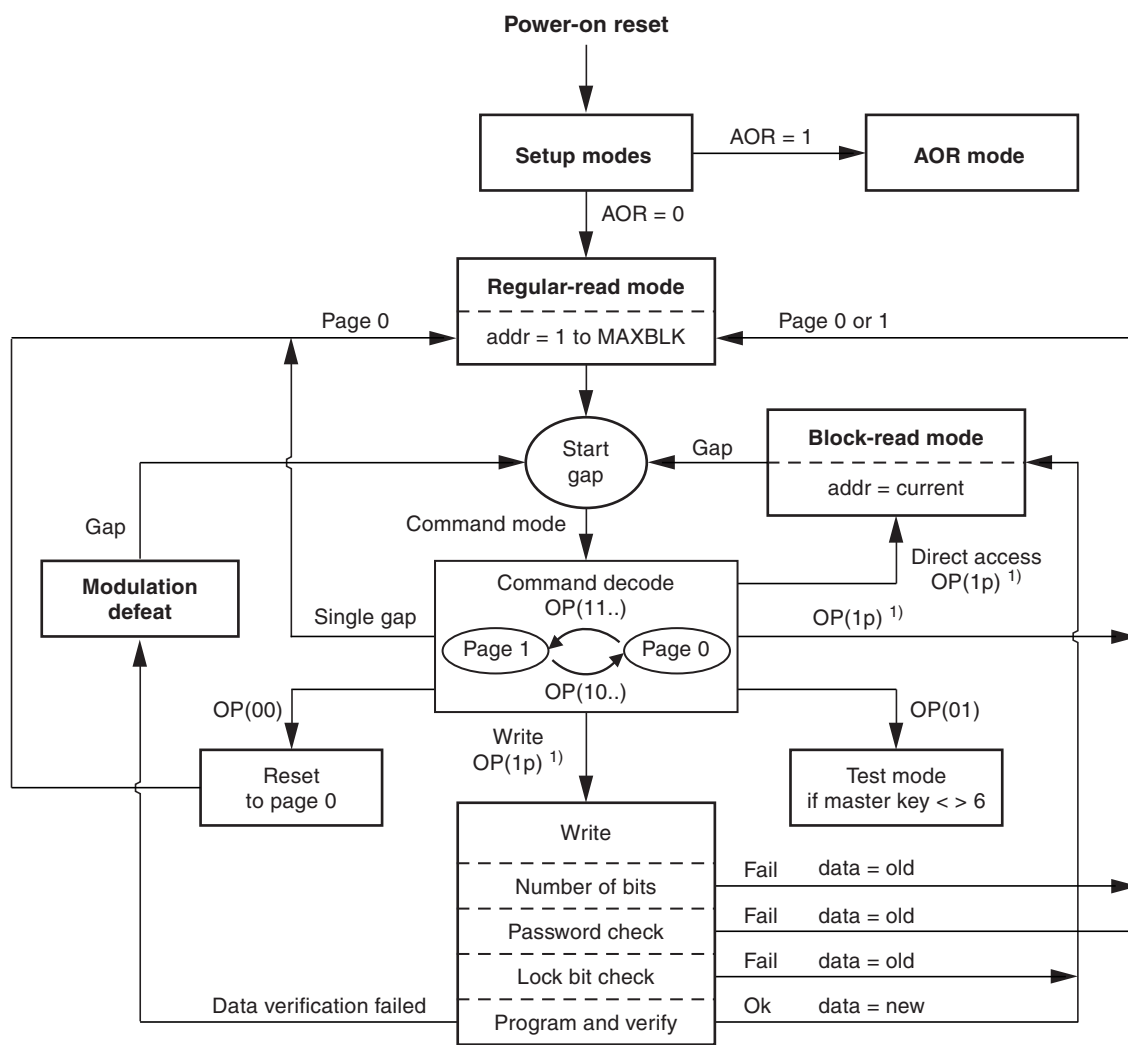 Power-on reset
Setup modes
AOR = 1
AOR mode
AOR = 0
Regular-read mode
Page 0
addr = 1 to MAXBLK
Page 0 or 1
Start
gap
Gap
Block-read mode
addr = current
Command mode
Gap
Modulation
defeat
Direct access
OP(1p) 1)
Command decode
OP(11..)
Single gap
Page 1
Page 0
OP(10..)
OP(1p) 1)
OP(00)
OP(01)
Write
OP(1p) 1)
Reset
to page 0
Test mode
if master key < > 6
Write
Number of bits
Fail data = old
Password check
Fail data = old
Lock bit check
Fail data = old
Data verification failed
Program and verify
Ok data = new